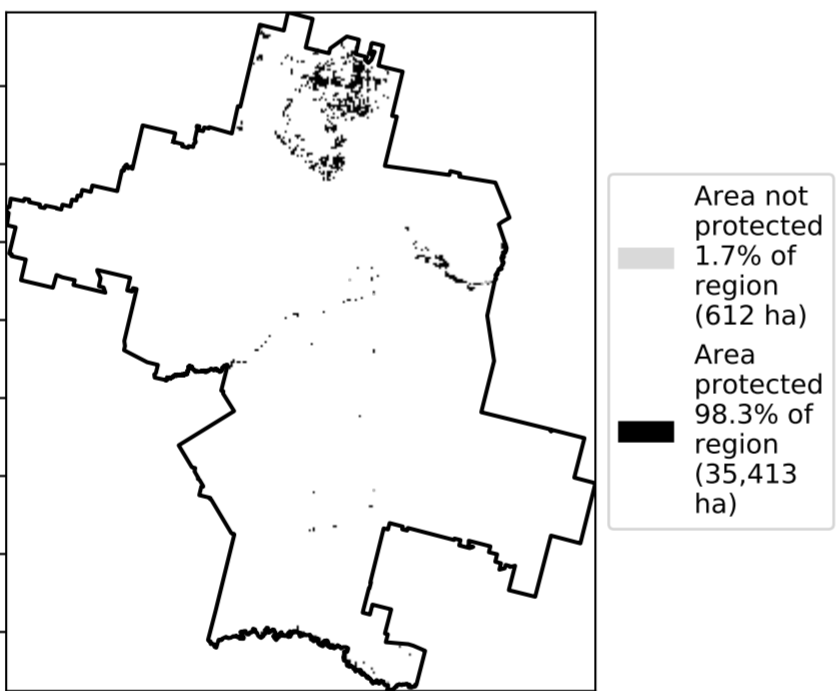 Area not
protected
1.7% of
region
(612 ha)
Area
protected
98.3% of
region
(35,413
ha)